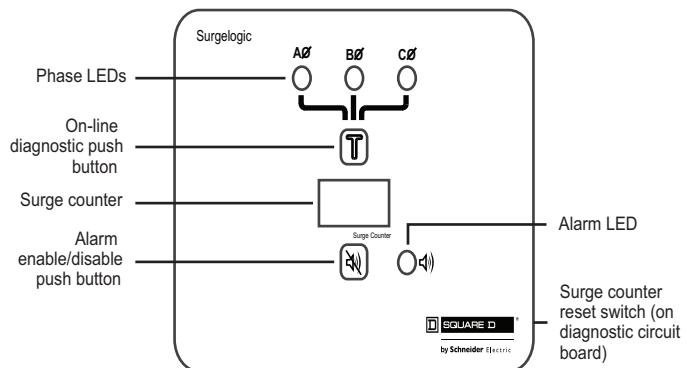 Surgelogic
AØ BØ CØ
Phase LEDs
On-line
diagnostic push
button
T
Surge counter
Surge Counter
Alarm
enable/disable
push button
Alarm LED
Surge counter
reset switch (on
diagnostic circuit
board)
D SQUARE D ®
by Schneider Electric